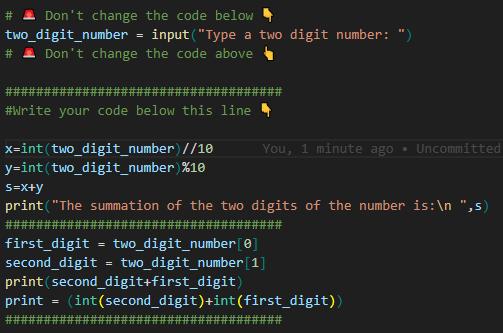 # 🚨 Don't change the code below 👇
two_digit_number = input("Type a two digit number: ")
# 🚨 Don't change the code above 👆
####################################
#Write your code below this line 👇
x=int(two_digit_number)//10 You, 1 minute ago • Uncommitted
y=int(two_digit_number)%10
s=x+y
print("The summation of the two digits of the number is:\n ",s)
####################################
first_digit = two_digit_number[0]
second_digit = two_digit_number[1]
print(second_digit+first_digit)
print = (int(second_digit)+int(first_digit))
####################################